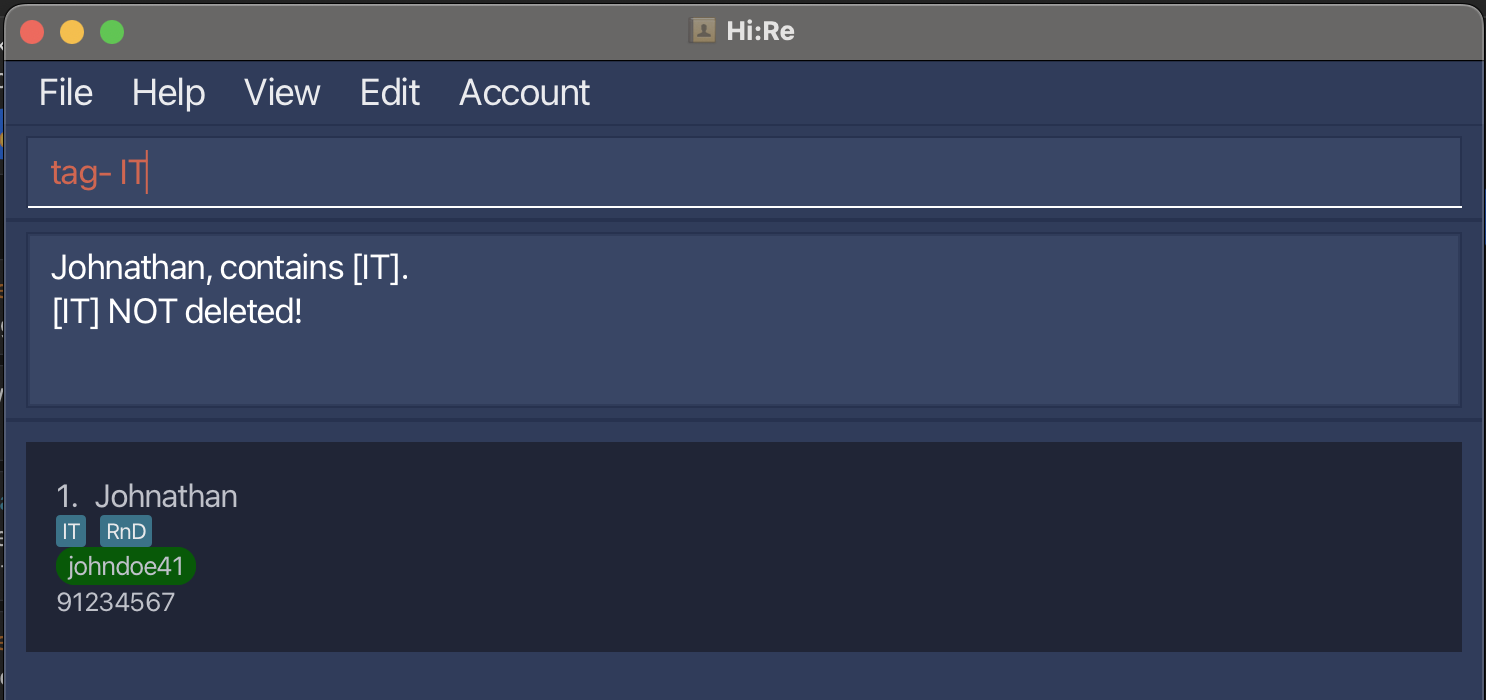 Hi:Re
File Help View Edit Account
tag- IT
Johnathan, contains [IT].
[IT] NOT deleted!
1. Johnathan
IT RnD
johndoe41
91234567